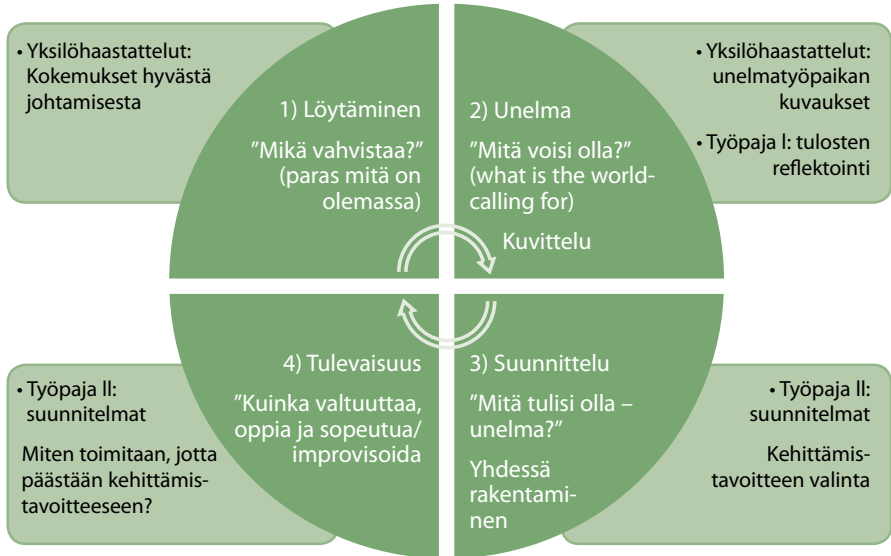 • Yksilöhaastattelut:
Kokemukset hyvästä
johtamisesta
1) Löytäminen
”Mikä vahvistaa?”
(paras mitä on
olemassa)
2) Unelma
”Mitä voisi olla?”
(what is the world-
calling for)
Kuvittelu
• Yksilöhaastattelut:
unelmatyöpaikan
kuvaukset
• Työpaja l: tulosten
reflektointi
3) Suunnittelu
”Mitä tulisi olla –
unelma?”
Yhdessä
rakentami-
nen
• Työpaja ll:
suunnitelmat
Kehittämis-
tavoitteen valinta
4) Tulevaisuus
”Kuinka valtuuttaa,
oppia ja sopeutua/
improvisoida
• Työpaja ll:
suunnitelmat
Miten toimitaan, jotta
päästään kehittämis-
tavoitteeseen?